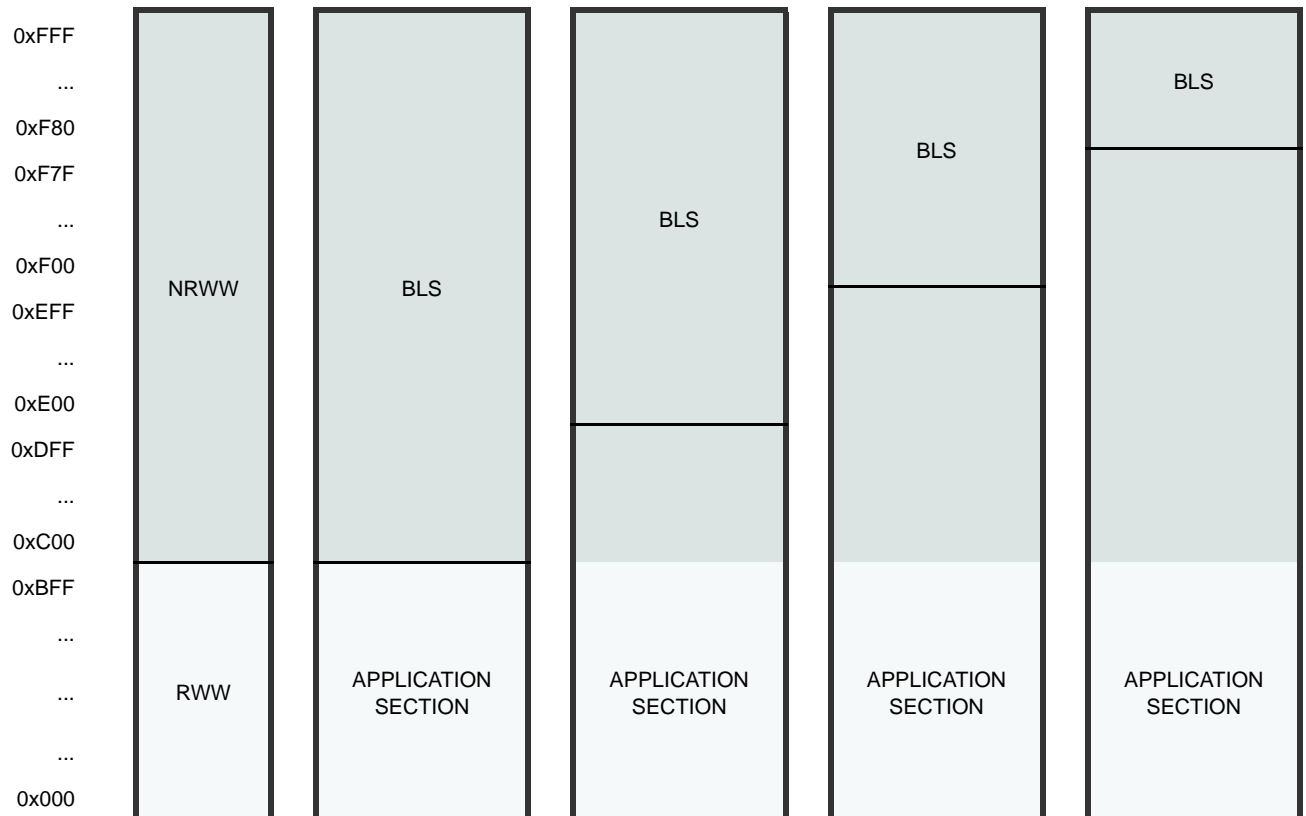 0xFFF
...
BLS
0xF80
BLS
0xF7F
...
BLS
0xF00
NRWW
BLS
0xEFF
...
0xE00
0xDFF
...
0xC00
0xBFF
...
...
RWW
APPLICATION
SECTION
APPLICATION
SECTION
APPLICATION
SECTION
APPLICATION
SECTION
...
0x000